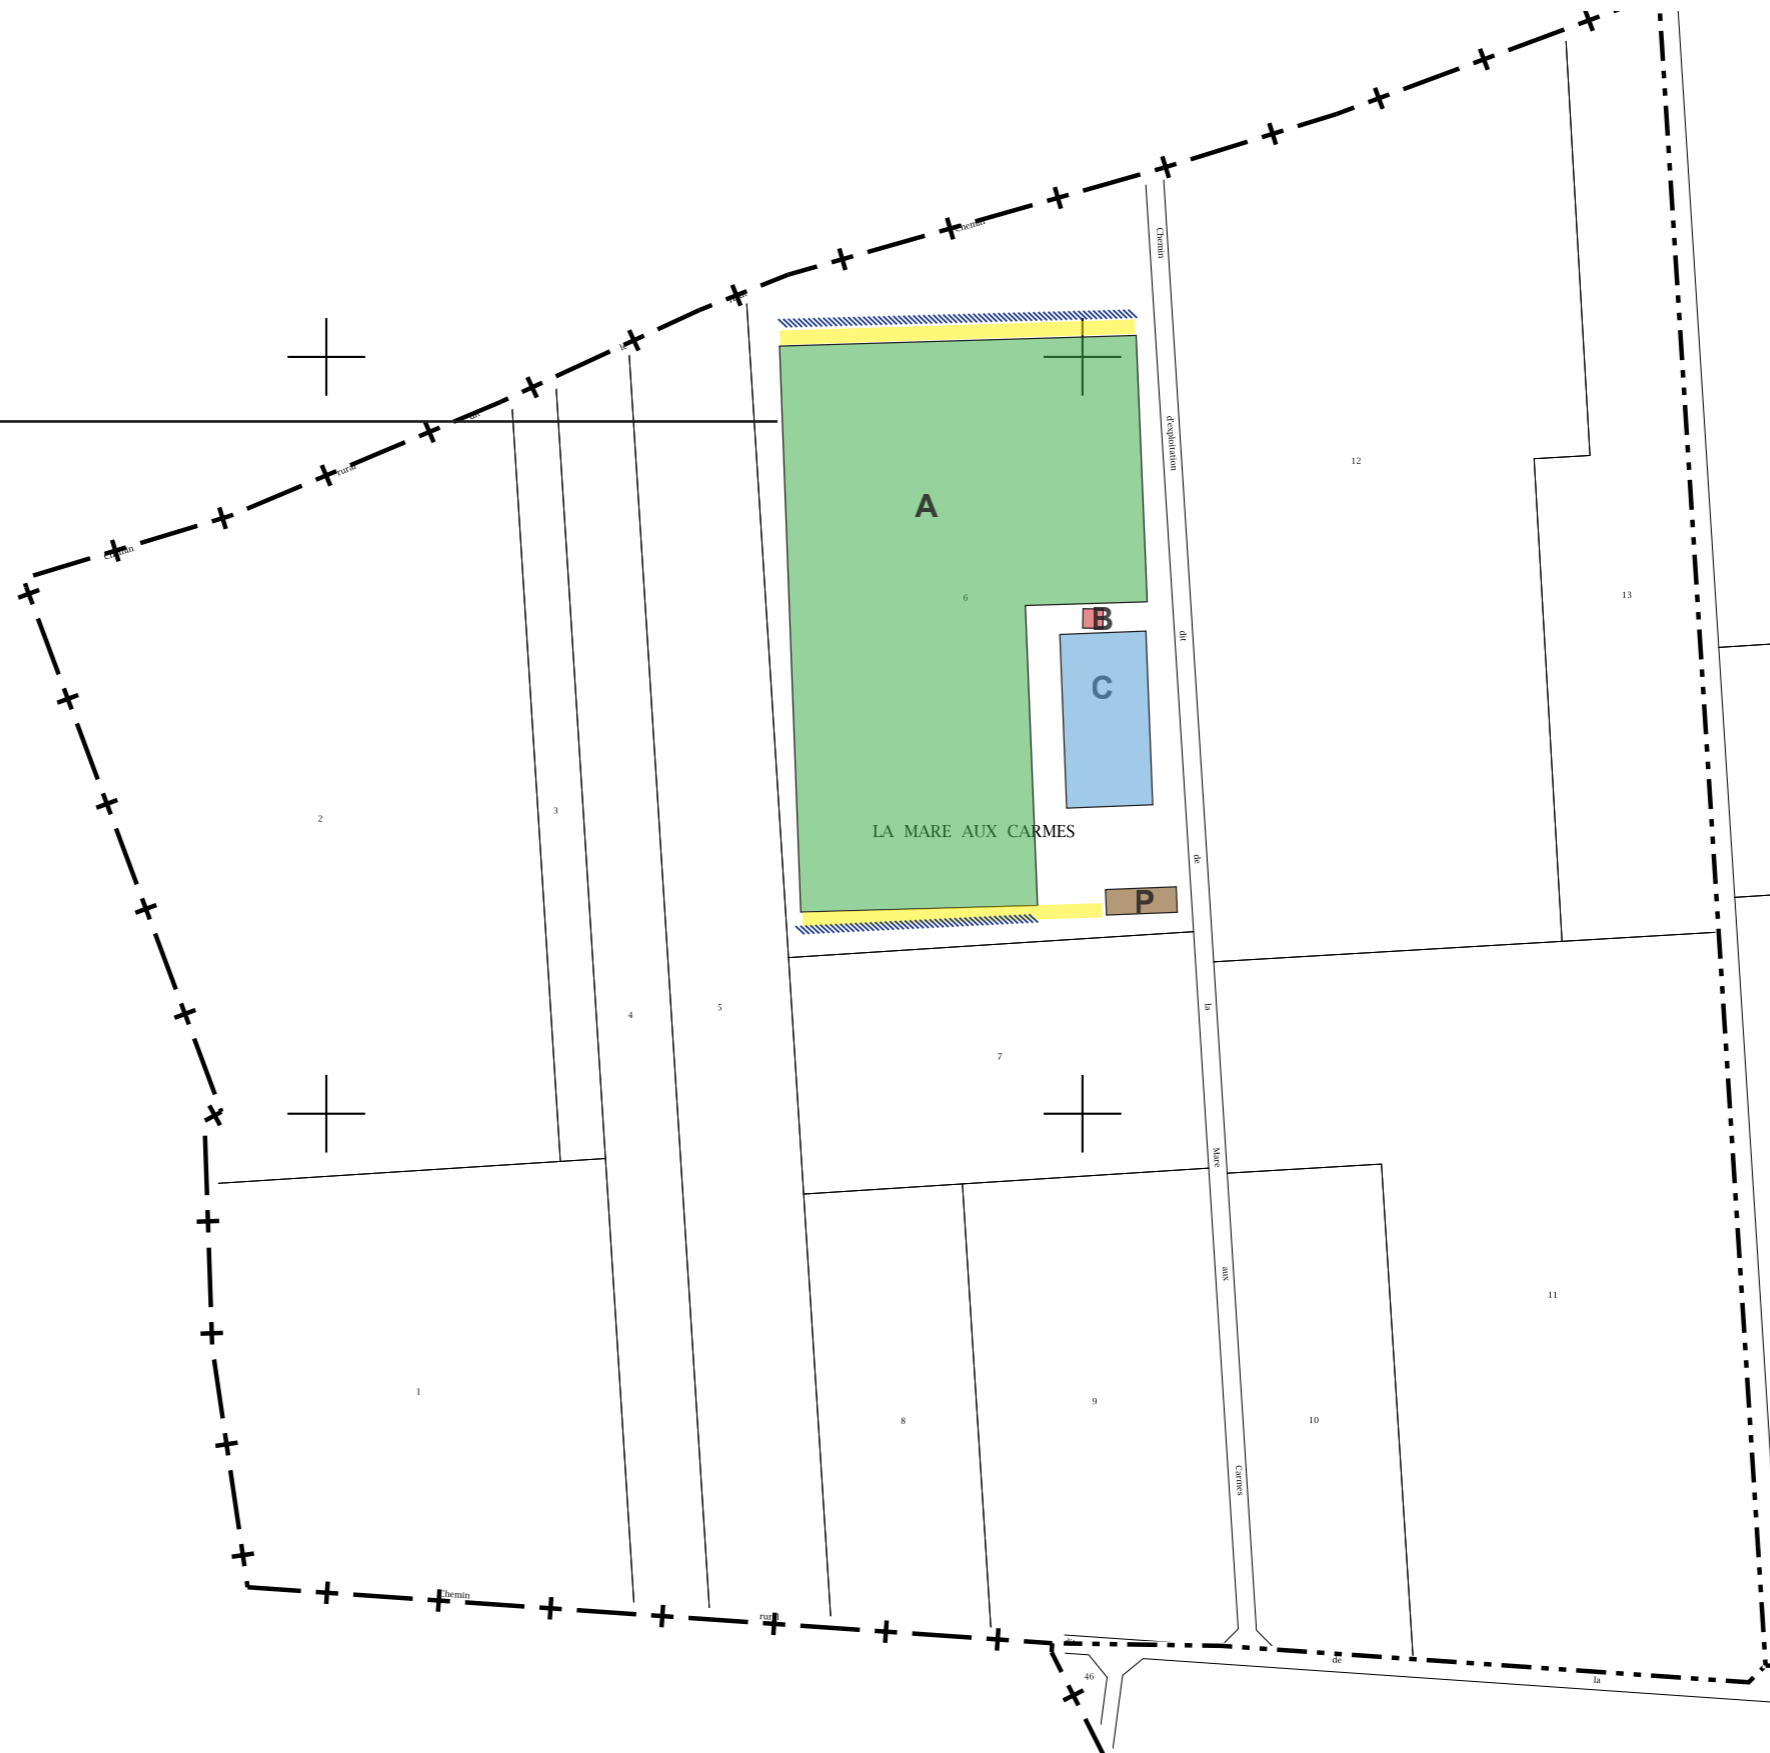 Chemin
Chemin
d'exploitation
12
A
rural
Chemin
13
6
B
dit
C
2
3
LA MARE AUX CARMES
de
P
4
5
la
7
Mare
aux
11
1
8
9
10
Carmes
Chemin
rural
de
46
la